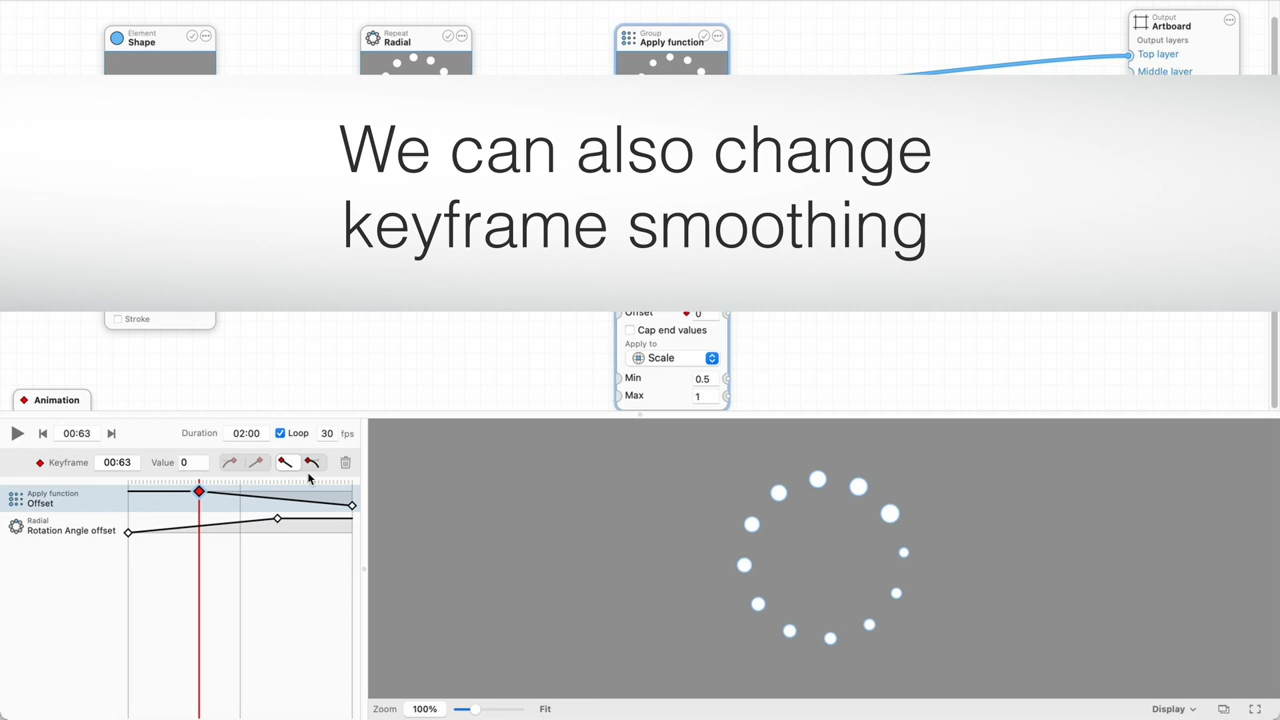 Element
Shape
Repeat
Radial
Group
Apply function
Output
Artboard
Output layers
Top layer
Middle layer
We can also change
keyframe smoothing
Stroke
Offset 0
Cap end values
Apply to
Scale
Min 0.5
Max 1
Animation
00:63 Duration 02:00 Loop 30 fps
Keyframe 00:63 Value 0
Apply function
Offset
Radial
Rotation Angle offset
Zoom 100% Fit Display